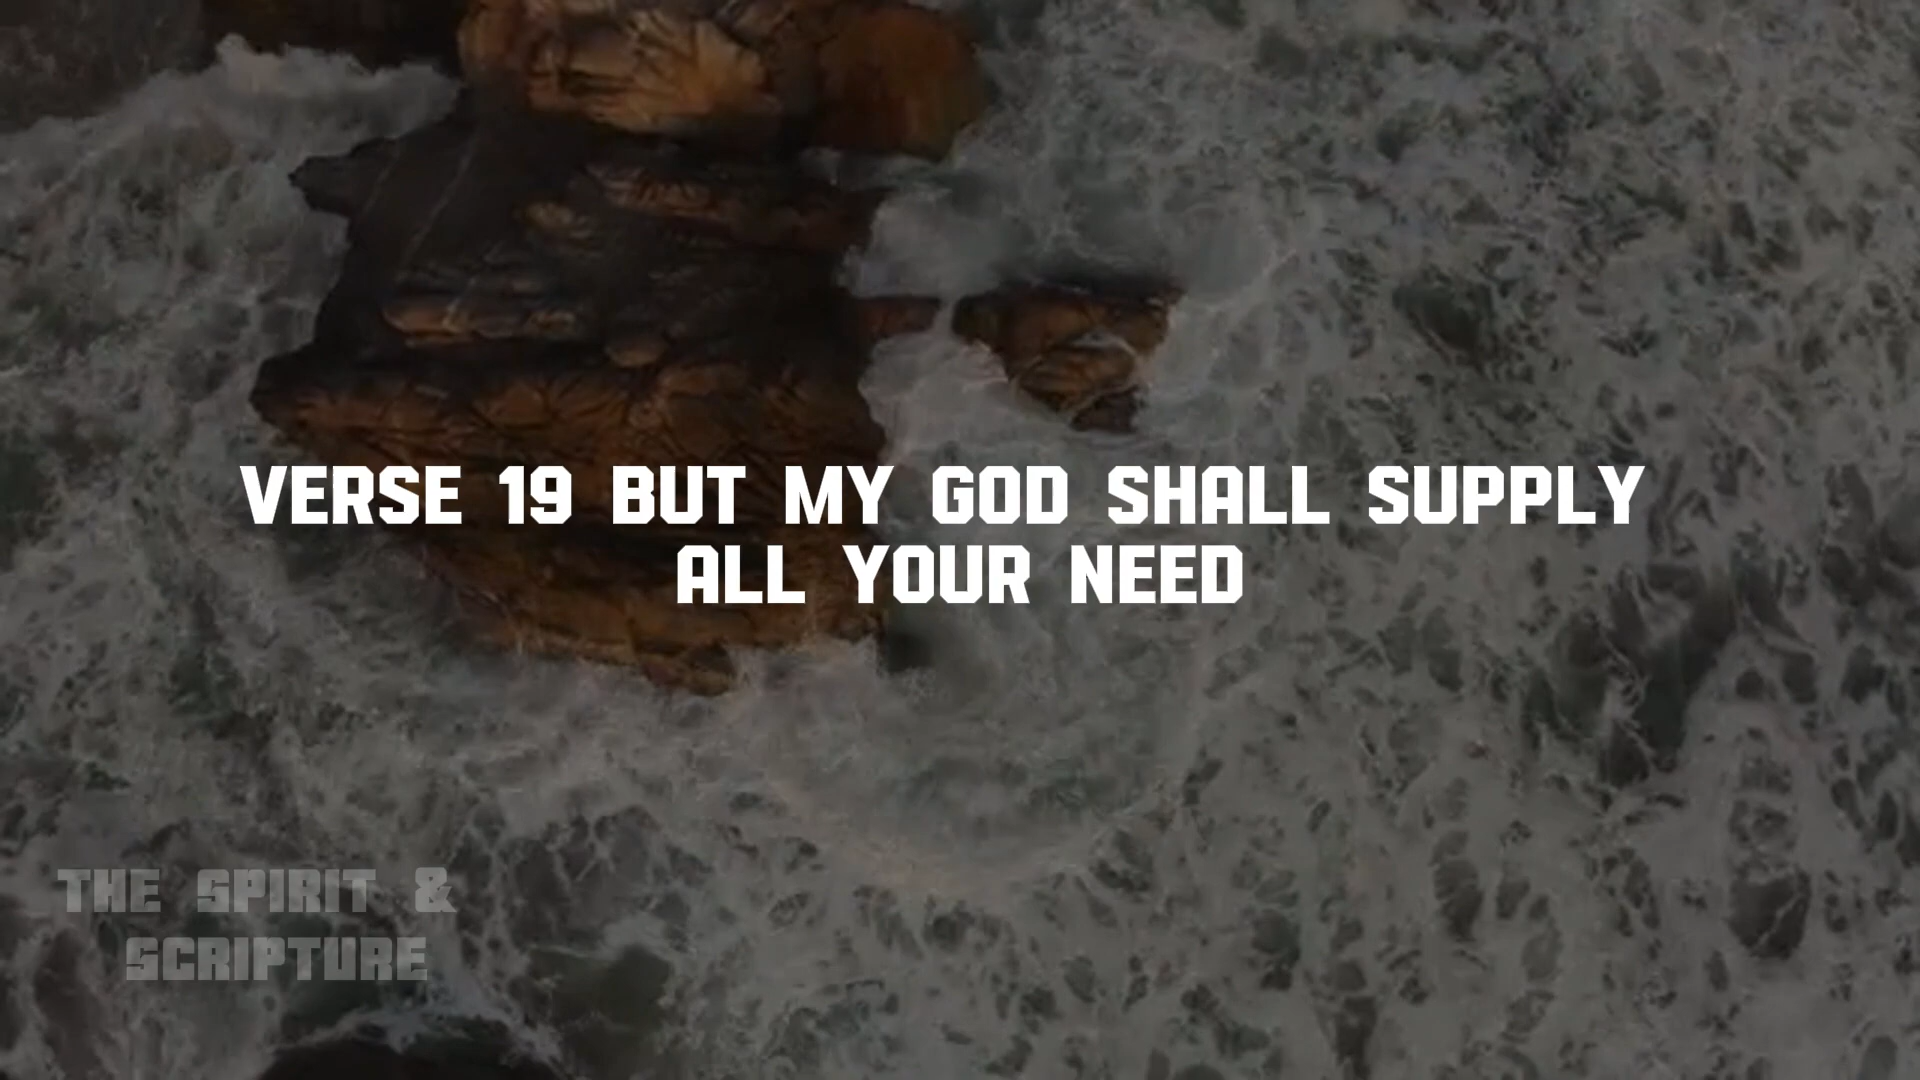 VERSE 19 BUT MY GOD SHALL SUPPLY
ALL YOUR NEED
THE SPIRIT &
SCRIPTURE